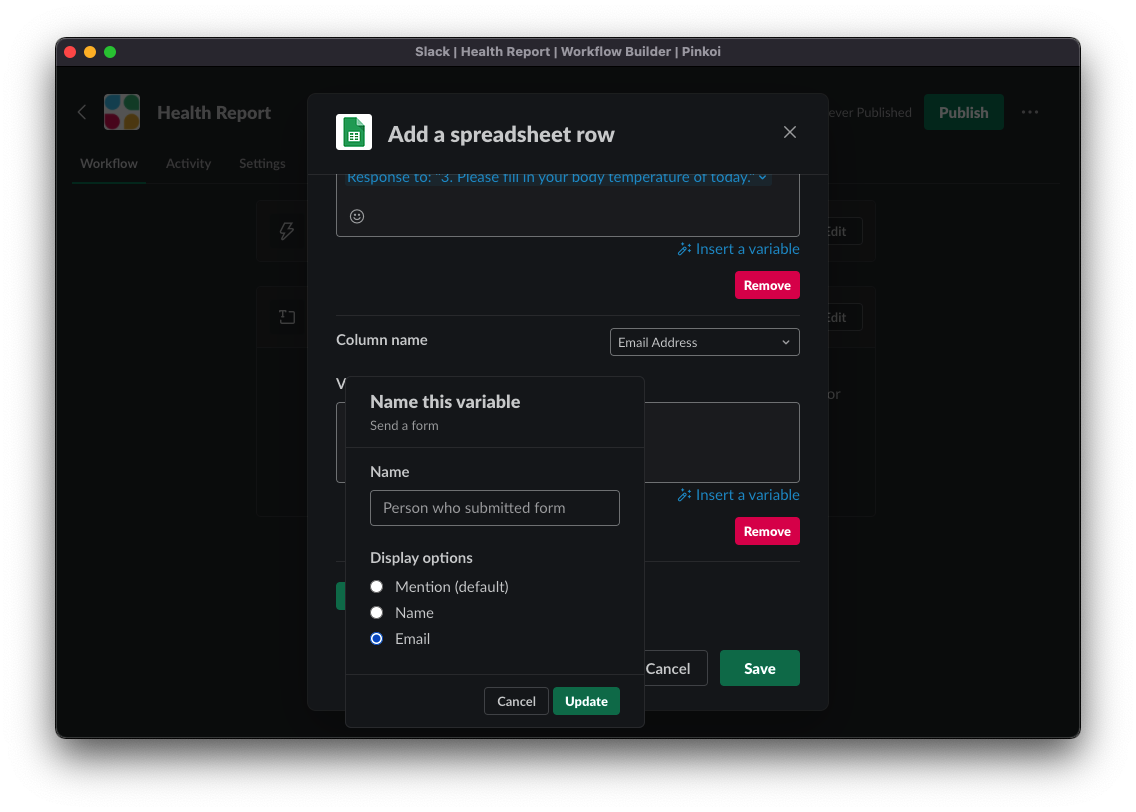 Slack | Health Report | Workflow Builder | Pinkoi
Health Report
ever Published
Publish
Workflow
Activity
Settings
Add a spreadsheet row
Response to: "3. Please fill in your body temperature of today."
Insert a variable
Remove
Edit
Edit
or
Column name
Email Address
V
Name this variable
Send a form
Name
Person who submitted form
Insert a variable
Remove
Display options
Mention (default)
Name
Email
Cancel
Save
Cancel
Update